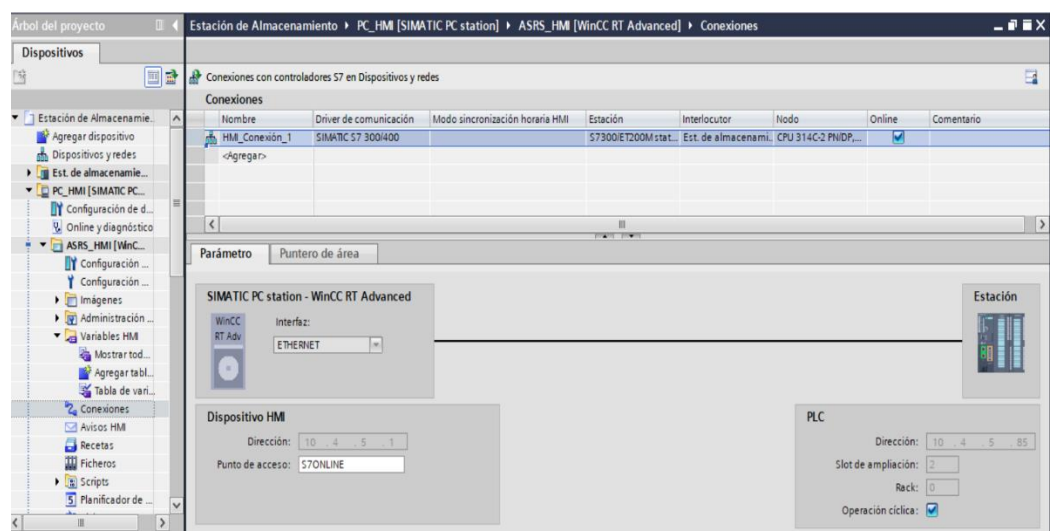 Árbol del proyecto
Estación de Almacenamiento ▸ PC_HMI [SIMATIC PC station] ▸ ASRS_HMI [WinCC RT Advanced] ▸ Conexiones
Dispositivos
Conexiones con controladores S7 en Dispositivos y redes
Conexiones
Nombre Driver de comunicación Modo sincronización horaria HMI Estación Interlocutor Nodo Online Comentario
HMI_Conexión_1 SIMATIC S7 300/400 S7300/ET200M stat... Est. de almacenami.. CPU 314C-2 PN/DP,...
<Agregar>
Estación de Almacenamie..
Agregar dispositivo
Dispositivos y redes
Est. de almacenamie...
PC_HMI [SIMATIC PC...
Configuración de d...
Online y diagnóstico
ASRS_HMI [WinC...
Configuración ...
Configuración ...
Imágenes
Administración ...
Variables HMI
Mostrar tod...
Agregar tabl...
Tabla de vari...
Conexiones
Avisos HMI
Recetas
Ficheros
Scripts
Planificador de ...
Parámetro Puntero de área
SIMATIC PC station - WinCC RT Advanced
WinCC
RT Adv
Interfaz:
ETHERNET
Estación
Dispositivo HMI
Dirección: 10 . 4 . 5 . 1
Punto de acceso: S7ONLINE
PLC
Dirección: 10 . 4 . 5 . 85
Slot de ampliación: 2
Rack: 0
Operación cíclica: